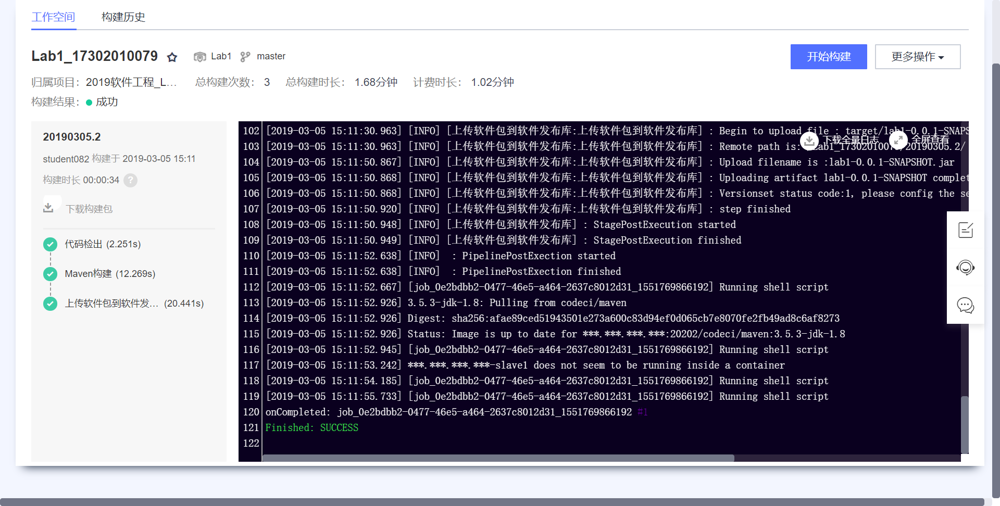 工作空间 构建历史
Lab1_17302010079 Lab1 master 开始构建 更多操作
归属项目： 2019软件工程_L... 总构建次数： 3 总构建时长： 1.68分钟 计费时长： 1.02分钟
构建结果： 成功
20190305.2
student082 构建于 2019-03-05 15:11
构建时长 00:00:34 ?
下载构建包
代码检出 (2.251s)
Maven构建 (12.269s)
上传软件包到软件发... (20.441s)
下载全量日志 全屏查看
102 [2019-03-05 15:11:30.963] [INFO] [上传软件包到软件发布库:上传软件包到软件发布库] : Begin to upload file : target/lab1-0.0.1-SNAPS
103 [2019-03-05 15:11:30.963] [INFO] [上传软件包到软件发布库:上传软件包到软件发布库] : Remote path is: /Lab1_17302010079/20190305.2/
104 [2019-03-05 15:11:50.867] [INFO] [上传软件包到软件发布库:上传软件包到软件发布库] : Upload filename is :lab1-0.0.1-SNAPSHOT.jar
105 [2019-03-05 15:11:50.868] [INFO] [上传软件包到软件发布库:上传软件包到软件发布库] : Uploading artifact lab1-0.0.1-SNAPSHOT complet
106 [2019-03-05 15:11:50.868] [INFO] [上传软件包到软件发布库:上传软件包到软件发布库] : Versionset status code:1, please config the se
107 [2019-03-05 15:11:50.920] [INFO] [上传软件包到软件发布库:上传软件包到软件发布库] : step finished
108 [2019-03-05 15:11:50.948] [INFO] [上传软件包到软件发布库] : StagePostExecution started
109 [2019-03-05 15:11:50.949] [INFO] [上传软件包到软件发布库] : StagePostExecution finished
110 [2019-03-05 15:11:52.638] [INFO]  : PipelinePostExection started
111 [2019-03-05 15:11:52.638] [INFO]  : PipelinePostExection finished
112 [2019-03-05 15:11:52.667] [job_0e2bdbb2-0477-46e5-a464-2637c8012d31_1551769866192] Running shell script
113 [2019-03-05 15:11:52.926] 3.5.3-jdk-1.8: Pulling from codeci/maven
114 [2019-03-05 15:11:52.926] Digest: sha256:afae89ced51943501e273a600c83d94ef0d065cb7e8070fe2fb49ad8c6af8273
115 [2019-03-05 15:11:52.926] Status: Image is up to date for ***.***.***.***:20202/codeci/maven:3.5.3-jdk-1.8
116 [2019-03-05 15:11:52.945] [job_0e2bdbb2-0477-46e5-a464-2637c8012d31_1551769866192] Running shell script
117 [2019-03-05 15:11:53.242] ***.***.***.***-slave1 does not seem to be running inside a container
118 [2019-03-05 15:11:54.185] [job_0e2bdbb2-0477-46e5-a464-2637c8012d31_1551769866192] Running shell script
119 [2019-03-05 15:11:55.733] [job_0e2bdbb2-0477-46e5-a464-2637c8012d31_1551769866192] Running shell script
120 onCompleted: job_0e2bdbb2-0477-46e5-a464-2637c8012d31_1551769866192 #1
121 Finished: SUCCESS
122